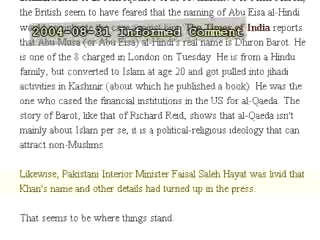 the British seem to have feared that the naming of Abu Eisa al-Hindi
2004-08-31 Informed Comment
The Times of India reports
that Abu Musa (or Abu Eisa) al-Hindi's real name is Dhiron Barot. He
is one of the 8 charged in London on Tuesday. He is from a Hindu
family, but converted to Islam at age 20 and pulled into jihadi
activities in Kashmir (about which he published a book). He was the
one who cased the financial institutions in the US for al-Qaeda. The
story of Barot, like that of Richard Reid, shows that al-Qaeda isn't
mainly about Islam per se, it is a political-religious ideology that can
attract non-Muslims.
Likewise, Pakistani Interior Minister Faisal Saleh Hayat was livid that
Khan's name and other details had turned up in the press.
That seems to be where things stand.